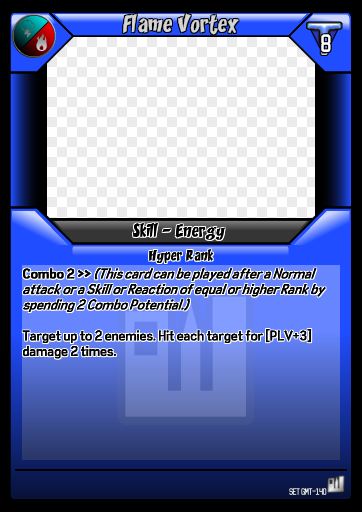 Flame Vortex
8
Skill - Energy
Hyper Rank
Combo 2 >> (This card can be played after a Normal
attack or a Skill or Reaction of equal or higher Rank by
spending 2 Combo Potential.)
Target up to 2 enemies. Hit each target for [PLV+3]
damage 2 times.
SET GMT-140